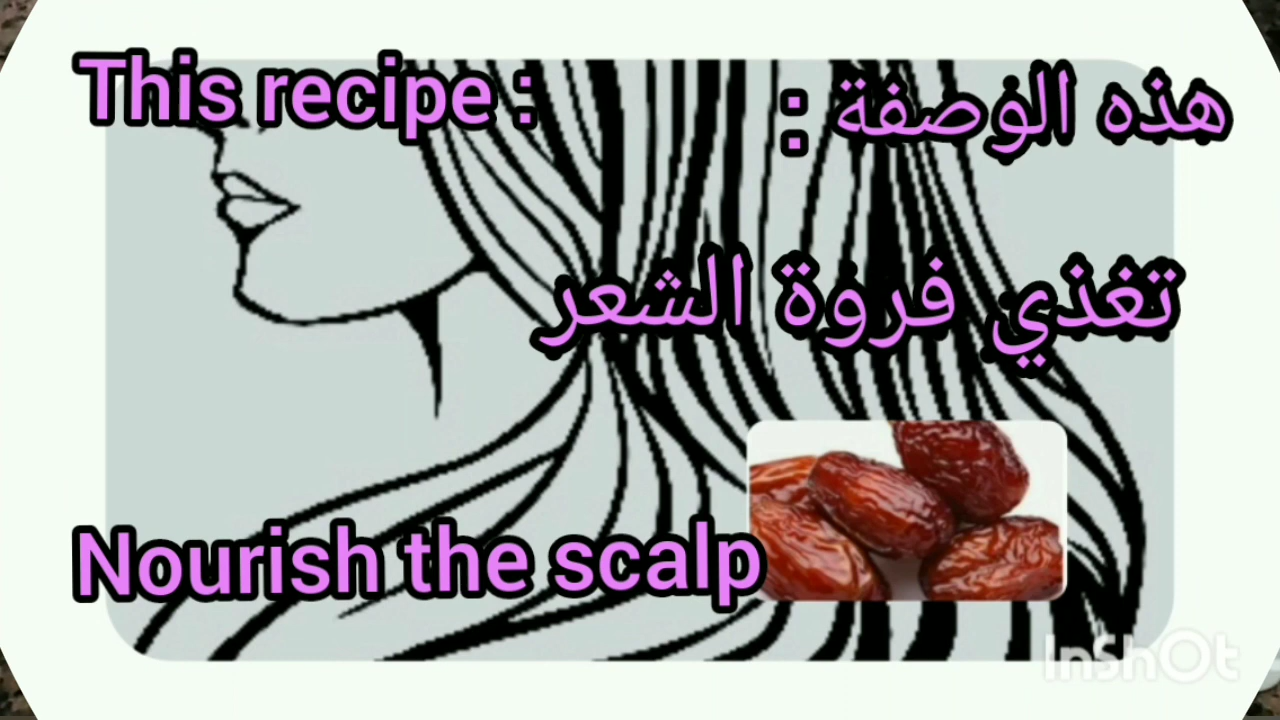 This recipe :
هذه الوصفة :
تغذي فروة الشعر
Nourish the scalp
InShOt